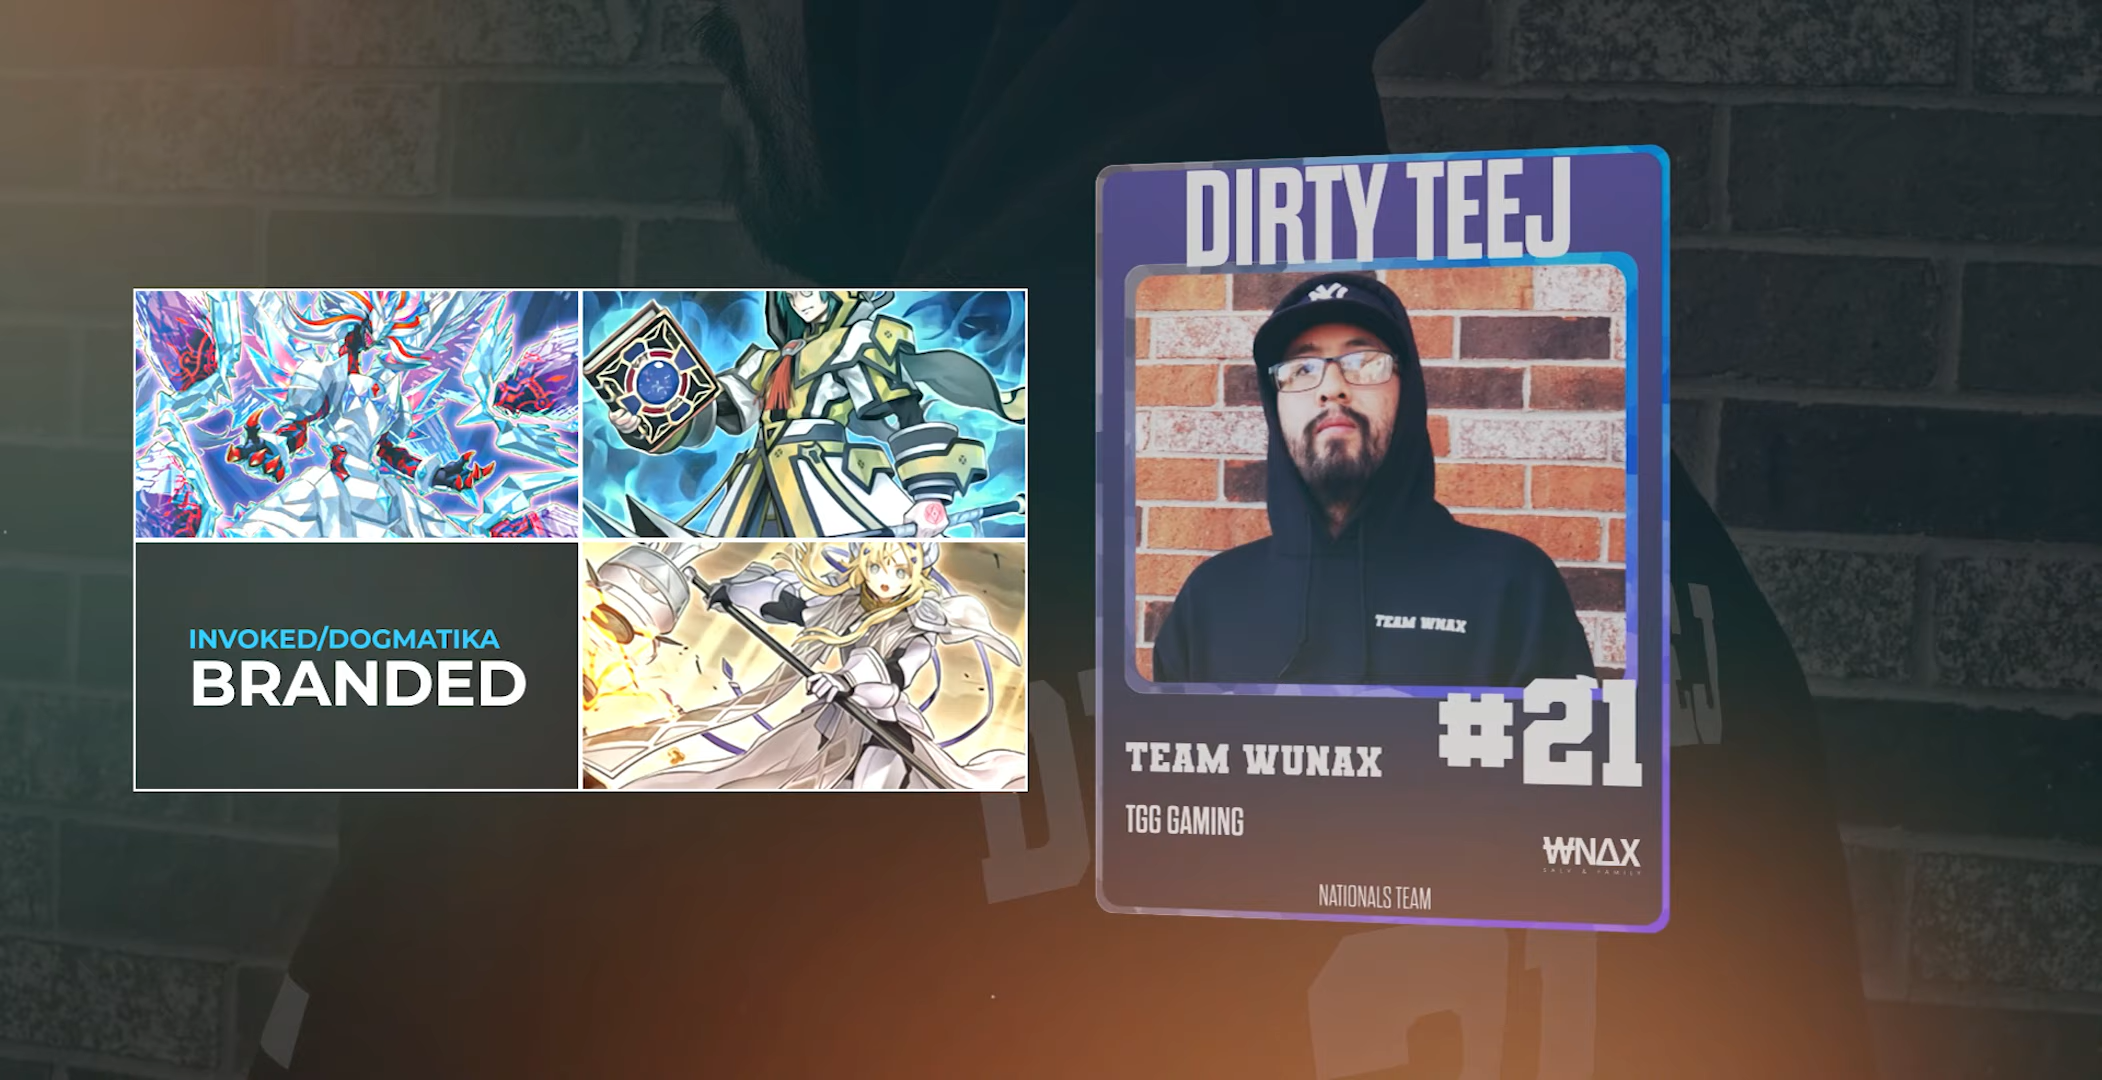 INVOKED/DOGMATIKA
BRANDED
DIRTY TEEJ
TEAM WNAX
#21
TEAM WUNAX
TGG GAMING
WNAX
NATIONALS TEAM